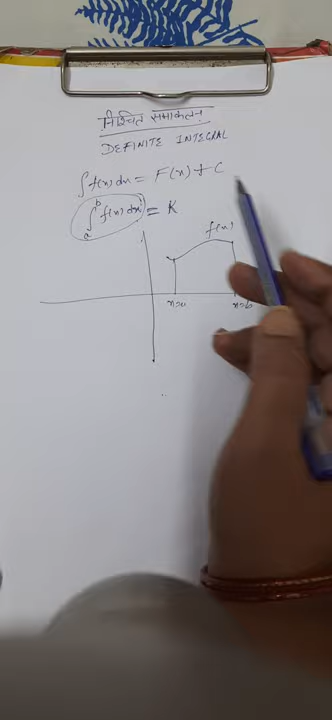 निश्चित समाकलन
DEFINITE INTEGRAL
∫f(x)dx = F(x) + C
∫ₐᵇ f(x)dx = K
f(x)
x=a x=b